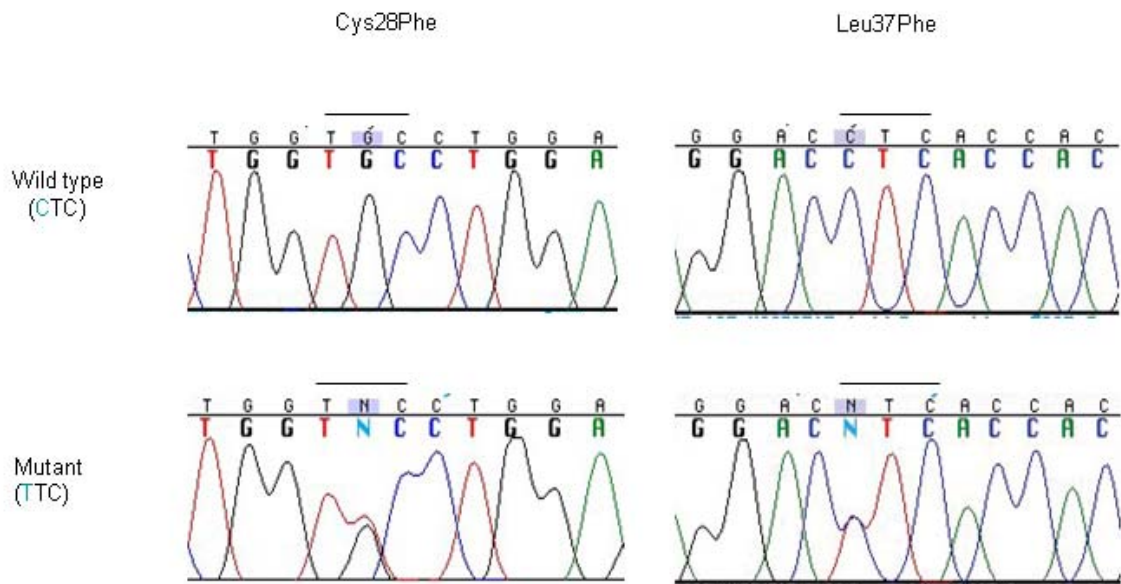 Cys28Phe
Leu37Phe
Wild type
(CTC)
T G G T G C C T G G A
T G G T G C C T G G A
G G A C C T C A C C A C
G G A C C T C A C C A C
Mutant
(TTC)
T G G T N C C T G G A
T G G T N C C T G G A
G G A C N T C A C C A C
G G A C N T C A C C A C